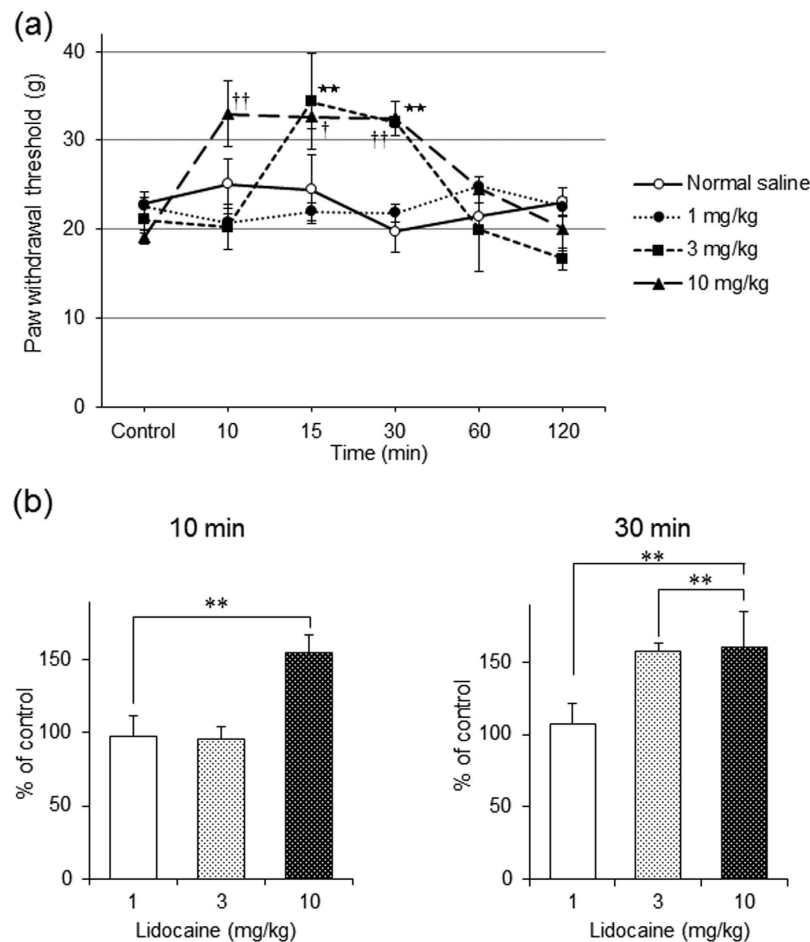 (a)
Paw withdrawal threshold (g)
40
30
20
10
0
††
★★
†
††
★★
Control 10 15 30 60 120
Time (min)
Normal saline
1 mg/kg
3 mg/kg
10 mg/kg
(b)
10 min
**
% of control
150
100
50
0
1 3 10
Lidocaine (mg/kg)
30 min
**
**
% of control
150
100
50
0
1 3 10
Lidocaine (mg/kg)